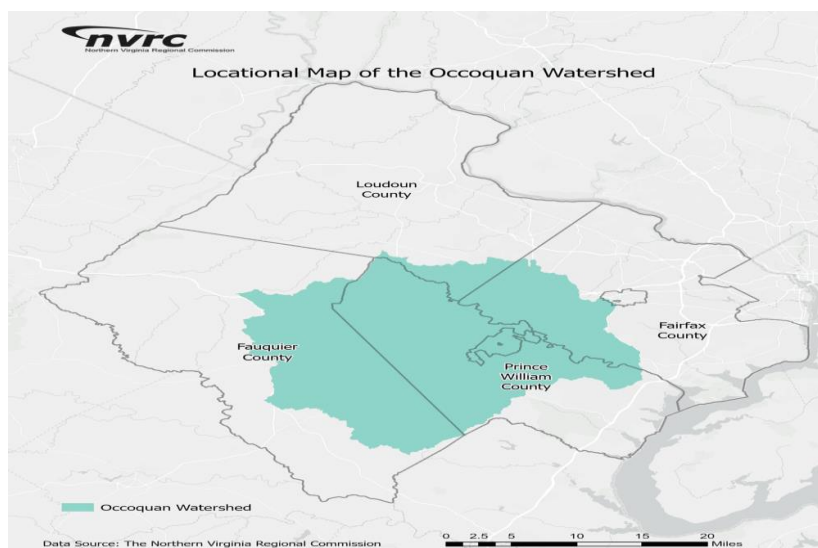 nvrc
Northern Virginia Regional Commission
Locational Map of the Occoquan Watershed
Loudoun
County
Fauquier
County
Fairfax
County
Prince
William
County
Occoquan Watershed
Data Source: The Northern Virginia Regional Commission
0 2.5 5 10 15 20
Miles